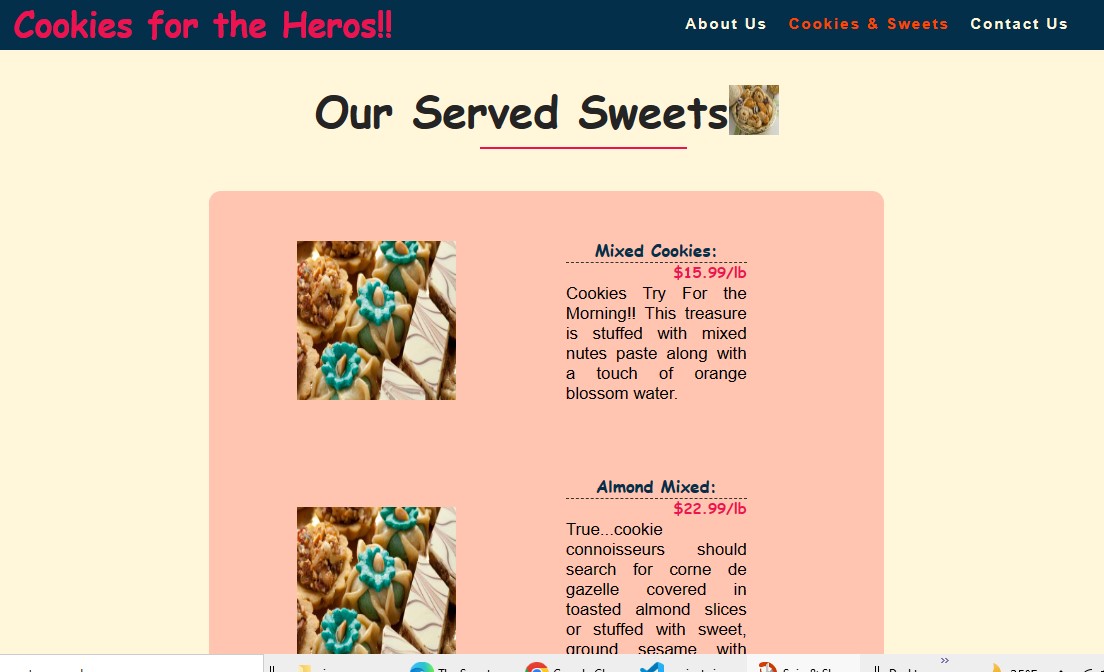 Cookies for the Heros!!
About Us Cookies & Sweets Contact Us
Our Served Sweets
Mixed Cookies:
$15.99/lb
Cookies Try For the
Morning!! This treasure
is stuffed with mixed
nutes paste along with
a touch of orange
blossom water.
Almond Mixed:
$22.99/lb
True...cookie
connoisseurs should
search for corne de
gazelle covered in
toasted almond slices
or stuffed with sweet,
ground sesame with